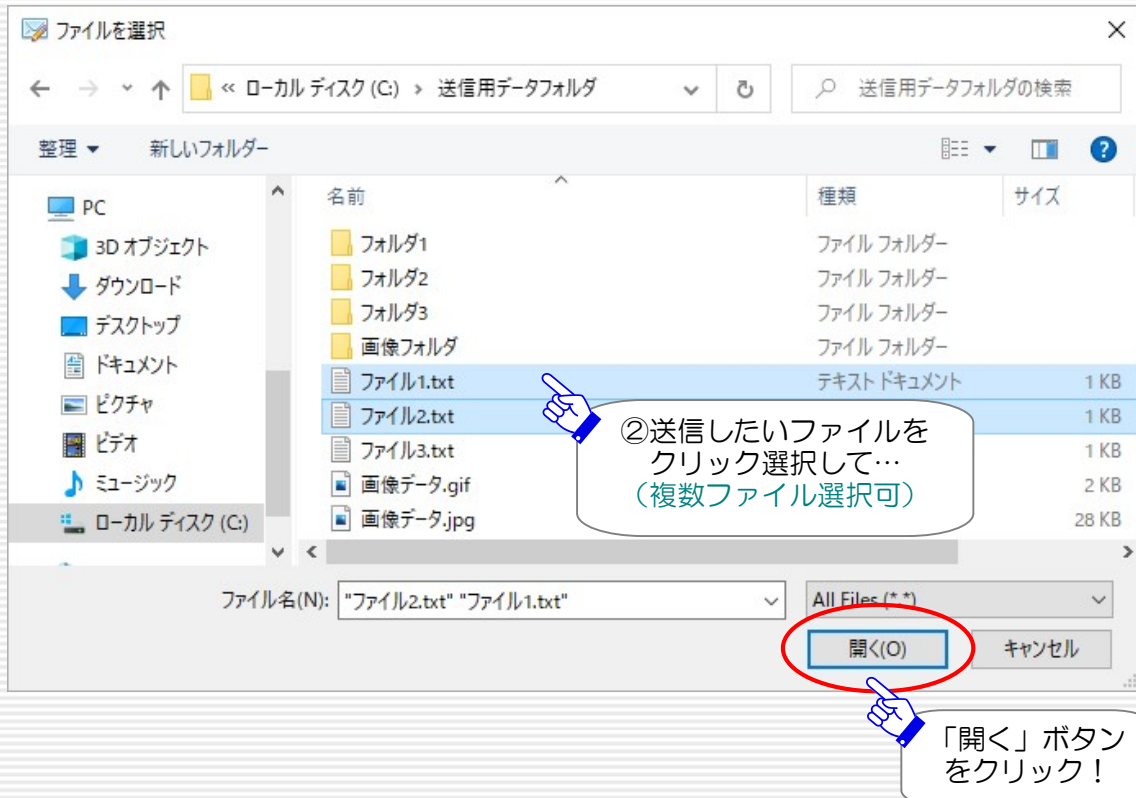 ファイルを選択
« ローカル ディスク (C:) › 送信用データフォルダ
送信用データフォルダの検索
整理
新しいフォルダー
PC
3D オブジェクト
ダウンロード
デスクトップ
ドキュメント
ピクチャ
ビデオ
ミュージック
ローカル ディスク (C:)
名前 種類 サイズ
フォルダ1 ファイル フォルダー
フォルダ2 ファイル フォルダー
フォルダ3 ファイル フォルダー
画像フォルダ ファイル フォルダー
ファイル1.txt テキスト ドキュメント 1 KB
ファイル2.txt 1 KB
ファイル3.txt 1 KB
画像データ.gif 2 KB
画像データ.jpg 28 KB
②送信したいファイルを
クリック選択して…
（複数ファイル選択可）
ファイル名(N): "ファイル2.txt" "ファイル1.txt"
All Files (*.*)
開く(O) キャンセル
「開く」ボタン
をクリック！